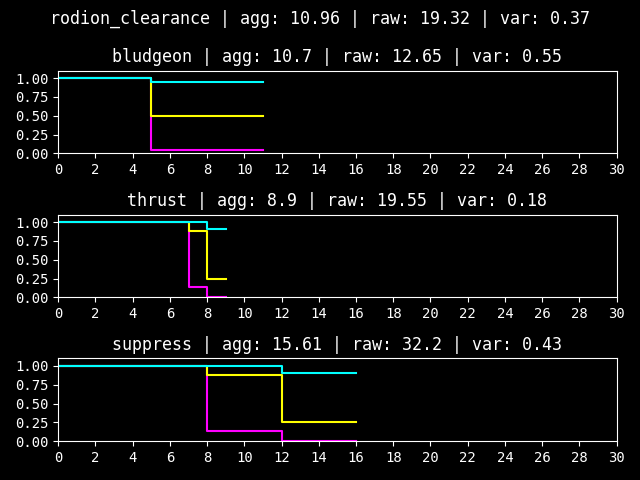 rodion_clearance | agg: 10.96 | raw: 19.32 | var: 0.37
bludgeon | agg: 10.7 | raw: 12.65 | var: 0.55
1.00
0.75
0.50
0.25
0.00
0 2 4 6 8 10 12 14 16 18 20 22 24 26 28 30
thrust | agg: 8.9 | raw: 19.55 | var: 0.18
1.00
0.75
0.50
0.25
0.00
0 2 4 6 8 10 12 14 16 18 20 22 24 26 28 30
suppress | agg: 15.61 | raw: 32.2 | var: 0.43
1.00
0.75
0.50
0.25
0.00
0 2 4 6 8 10 12 14 16 18 20 22 24 26 28 30